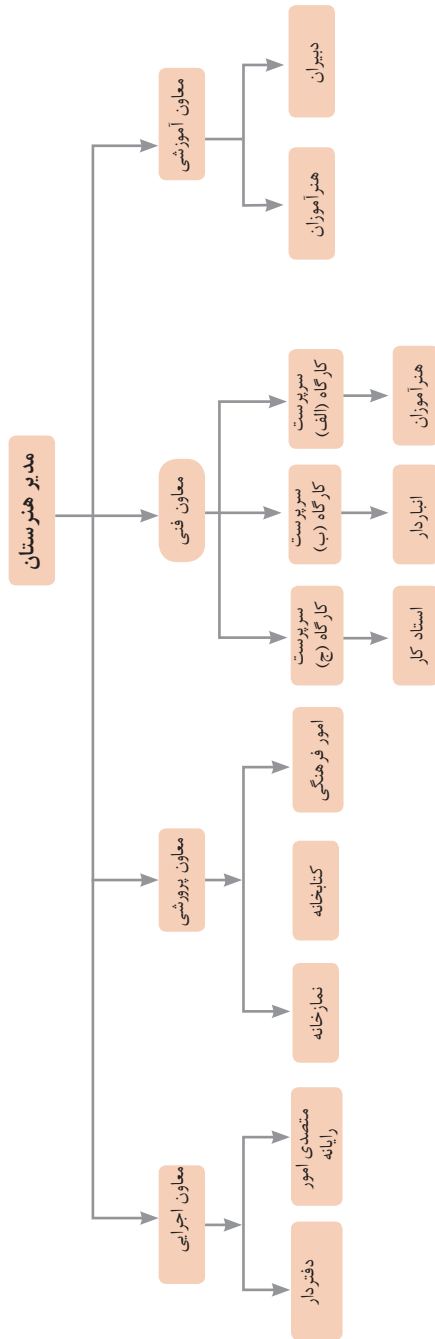 مدیر هنرستان
معاون آموزشی
معاون فنی
معاون پرورشی
معاون اجرایی
دبیران
هنرآموزان
سرپرست
کارگاه (الف)
سرپرست
کارگاه (ب)
سرپرست
کارگاه (ج)
امور فرهنگی
کتابخانه
نمازخانه
متصدی امور
رایانه
دفتردار
هنرآموزان
انباردار
استاد کار